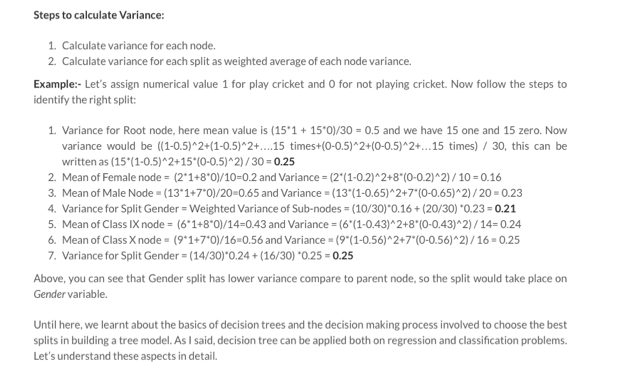 Steps to calculate Variance:
1. Calculate variance for each node.
2. Calculate variance for each split as weighted average of each node variance.
Example:- Let's assign numerical value 1 for play cricket and 0 for not playing cricket. Now follow the steps to
identify the right split:
1. Variance for Root node, here mean value is (15*1 + 15*0)/30 = 0.5 and we have 15 one and 15 zero. Now
variance would be ((1-0.5)^2+(1-0.5)^2+....15 times+(0-0.5)^2+(0-0.5)^2+...15 times) / 30, this can be
written as (15*(1-0.5)^2+15*(0-0.5)^2) / 30 = 0.25
2. Mean of Female node = (2*1+8*0)/10=0.2 and Variance = (2*(1-0.2)^2+8*(0-0.2)^2) / 10 = 0.16
3. Mean of Male Node = (13*1+7*0)/20=0.65 and Variance = (13*(1-0.65)^2+7*(0-0.65)^2) / 20 = 0.23
4. Variance for Split Gender = Weighted Variance of Sub-nodes = (10/30)*0.16 + (20/30) *0.23 = 0.21
5. Mean of Class IX node = (6*1+8*0)/14=0.43 and Variance = (6*(1-0.43)^2+8*(0-0.43)^2) / 14= 0.24
6. Mean of Class X node = (9*1+7*0)/16=0.56 and Variance = (9*(1-0.56)^2+7*(0-0.56)^2) / 16 = 0.25
7. Variance for Split Gender = (14/30)*0.24 + (16/30) *0.25 = 0.25
Above, you can see that Gender split has lower variance compare to parent node, so the split would take place on
Gender variable.
Until here, we learnt about the basics of decision trees and the decision making process involved to choose the best
splits in building a tree model. As I said, decision tree can be applied both on regression and classification problems.
Let's understand these aspects in detail.